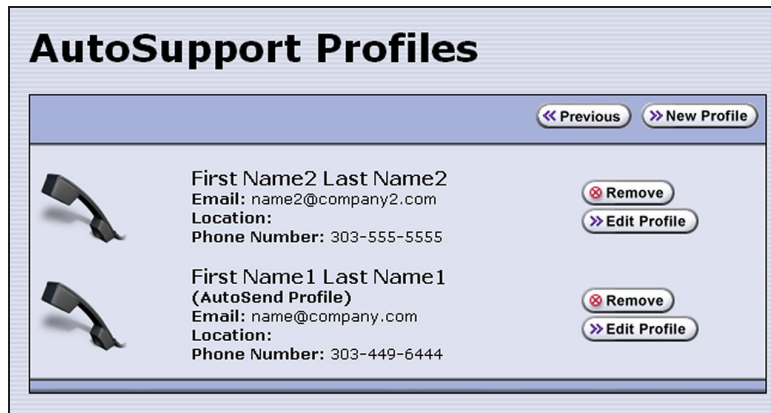 AutoSupport Profiles
Previous New Profile
First Name2 Last Name2
Email: name2@company2.com
Remove
Location:
Edit Profile
Phone Number: 303-555-5555
First Name1 Last Name1
(AutoSend Profile)
Remove
Email: name@company.com
Location:
Edit Profile
Phone Number: 303-449-6444